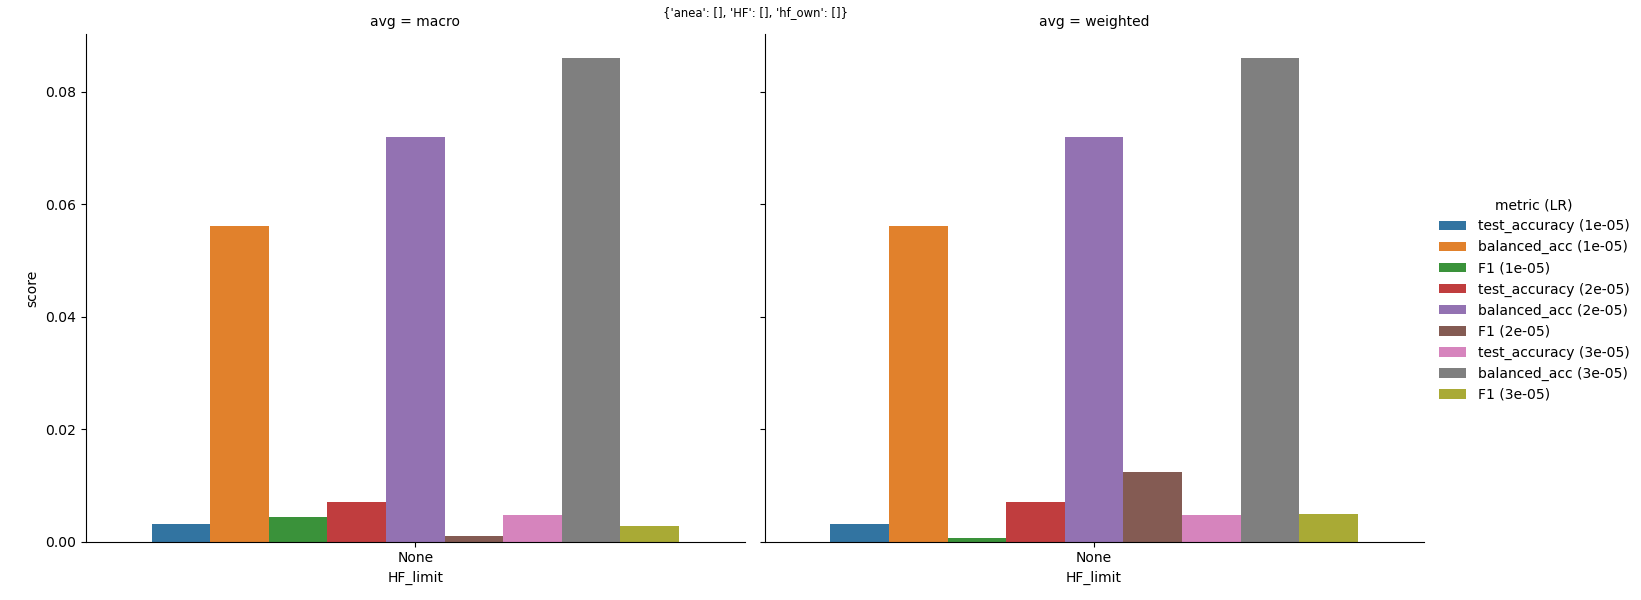 {'anea': [], 'HF': [], 'hf_own': []}
avg = macro
avg = weighted
score
0.08
0.06
0.04
0.02
0.00
None
None
HF_limit
HF_limit
metric (LR)
test_accuracy (1e-05)
balanced_acc (1e-05)
F1 (1e-05)
test_accuracy (2e-05)
balanced_acc (2e-05)
F1 (2e-05)
test_accuracy (3e-05)
balanced_acc (3e-05)
F1 (3e-05)